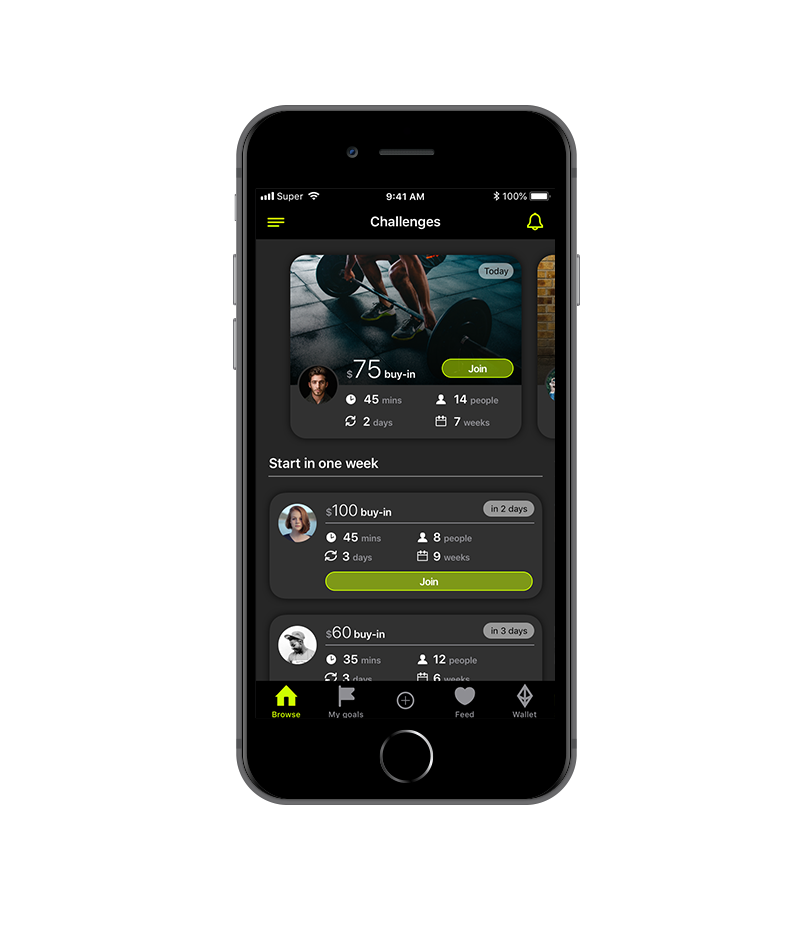 Super 9:41 AM 100%
Challenges
Today
$75 buy-in Join
45 mins 14 people
2 days 7 weeks
Start in one week
$100 buy-in in 2 days
45 mins 8 people
3 days 9 weeks
Join
$60 buy-in in 3 days
35 mins 12 people
3 days 6 weeks
Browse My goals Feed Wallet